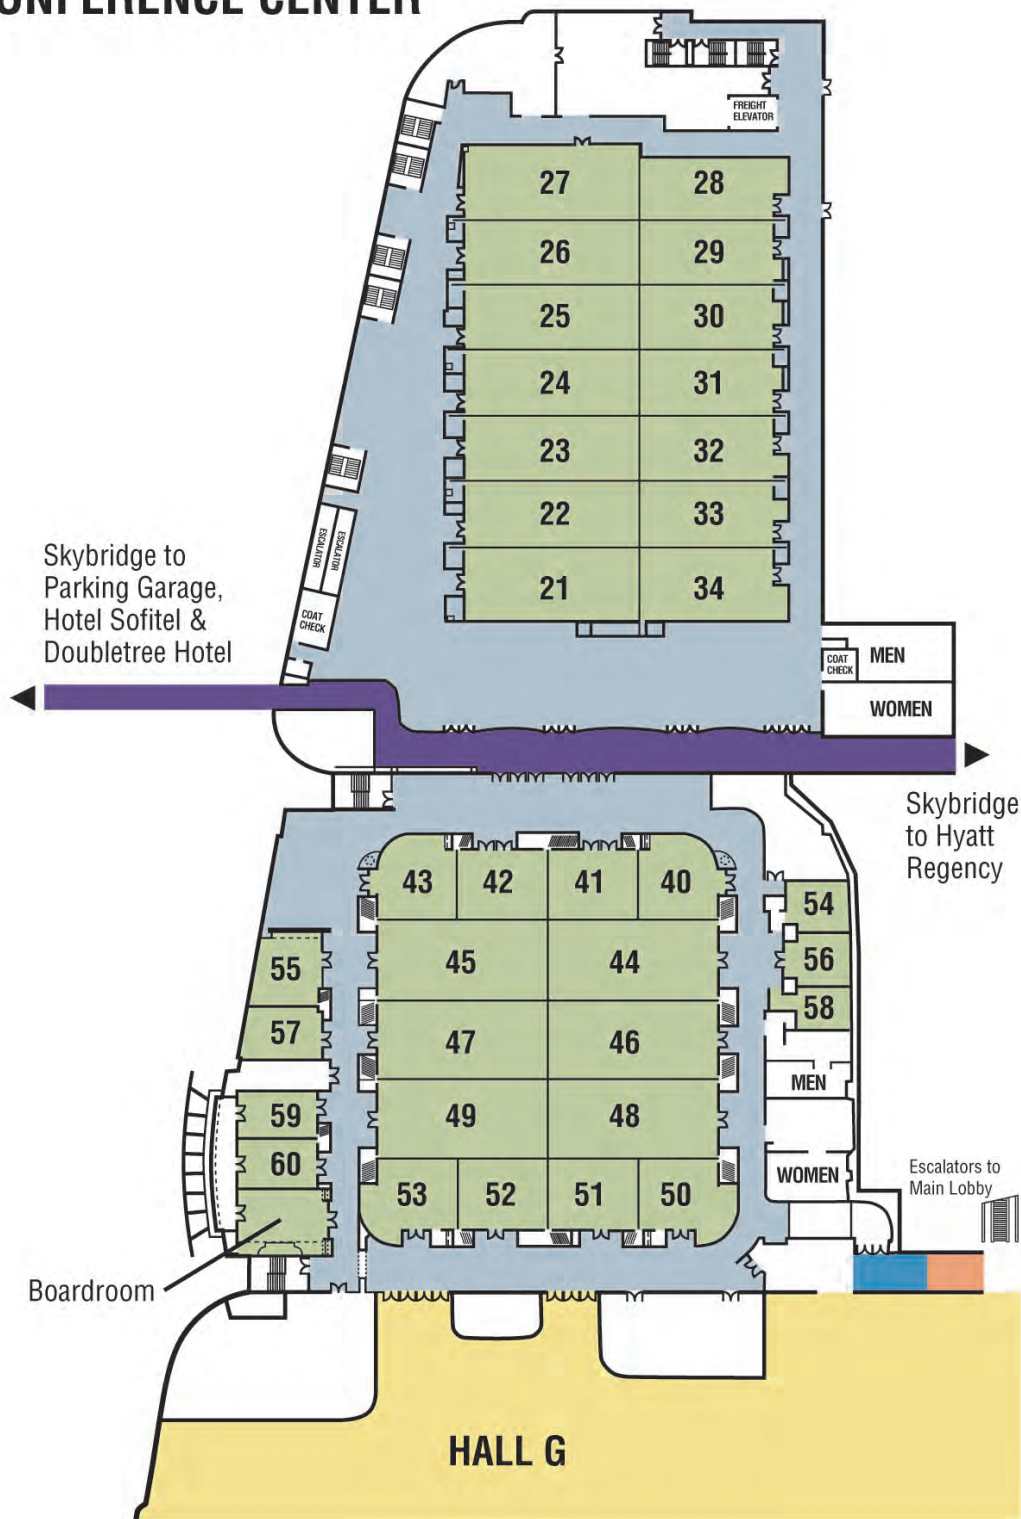 CONFERENCE CENTER
FREIGHT
ELEVATOR
27
28
26
29
25
30
24
31
23
32
22
33
21
34
ESCALATOR
ESCALATOR
COAT
CHECK
Skybridge to
Parking Garage,
Hotel Sofitel &
Doubletree Hotel
COAT
CHECK
MEN
WOMEN
Skybridge
to Hyatt
Regency
43
42
41
40
54
45
44
56
55
58
57
47
46
MEN
59
49
48
60
WOMEN
53
52
51
50
Escalators to
Main Lobby
Boardroom
HALL G